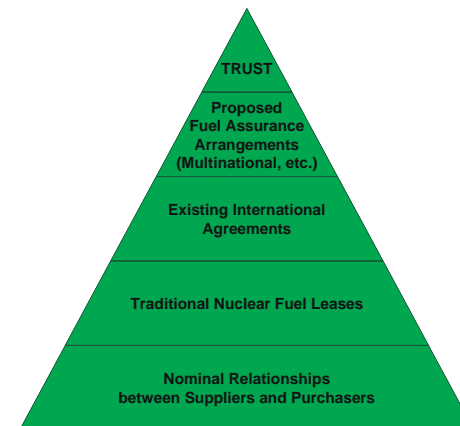 TRUST
Proposed
Fuel Assurance
Arrangements
(Multinational, etc.)
Existing International
Agreements
Traditional Nuclear Fuel Leases
Nominal Relationships
between Suppliers and Purchasers